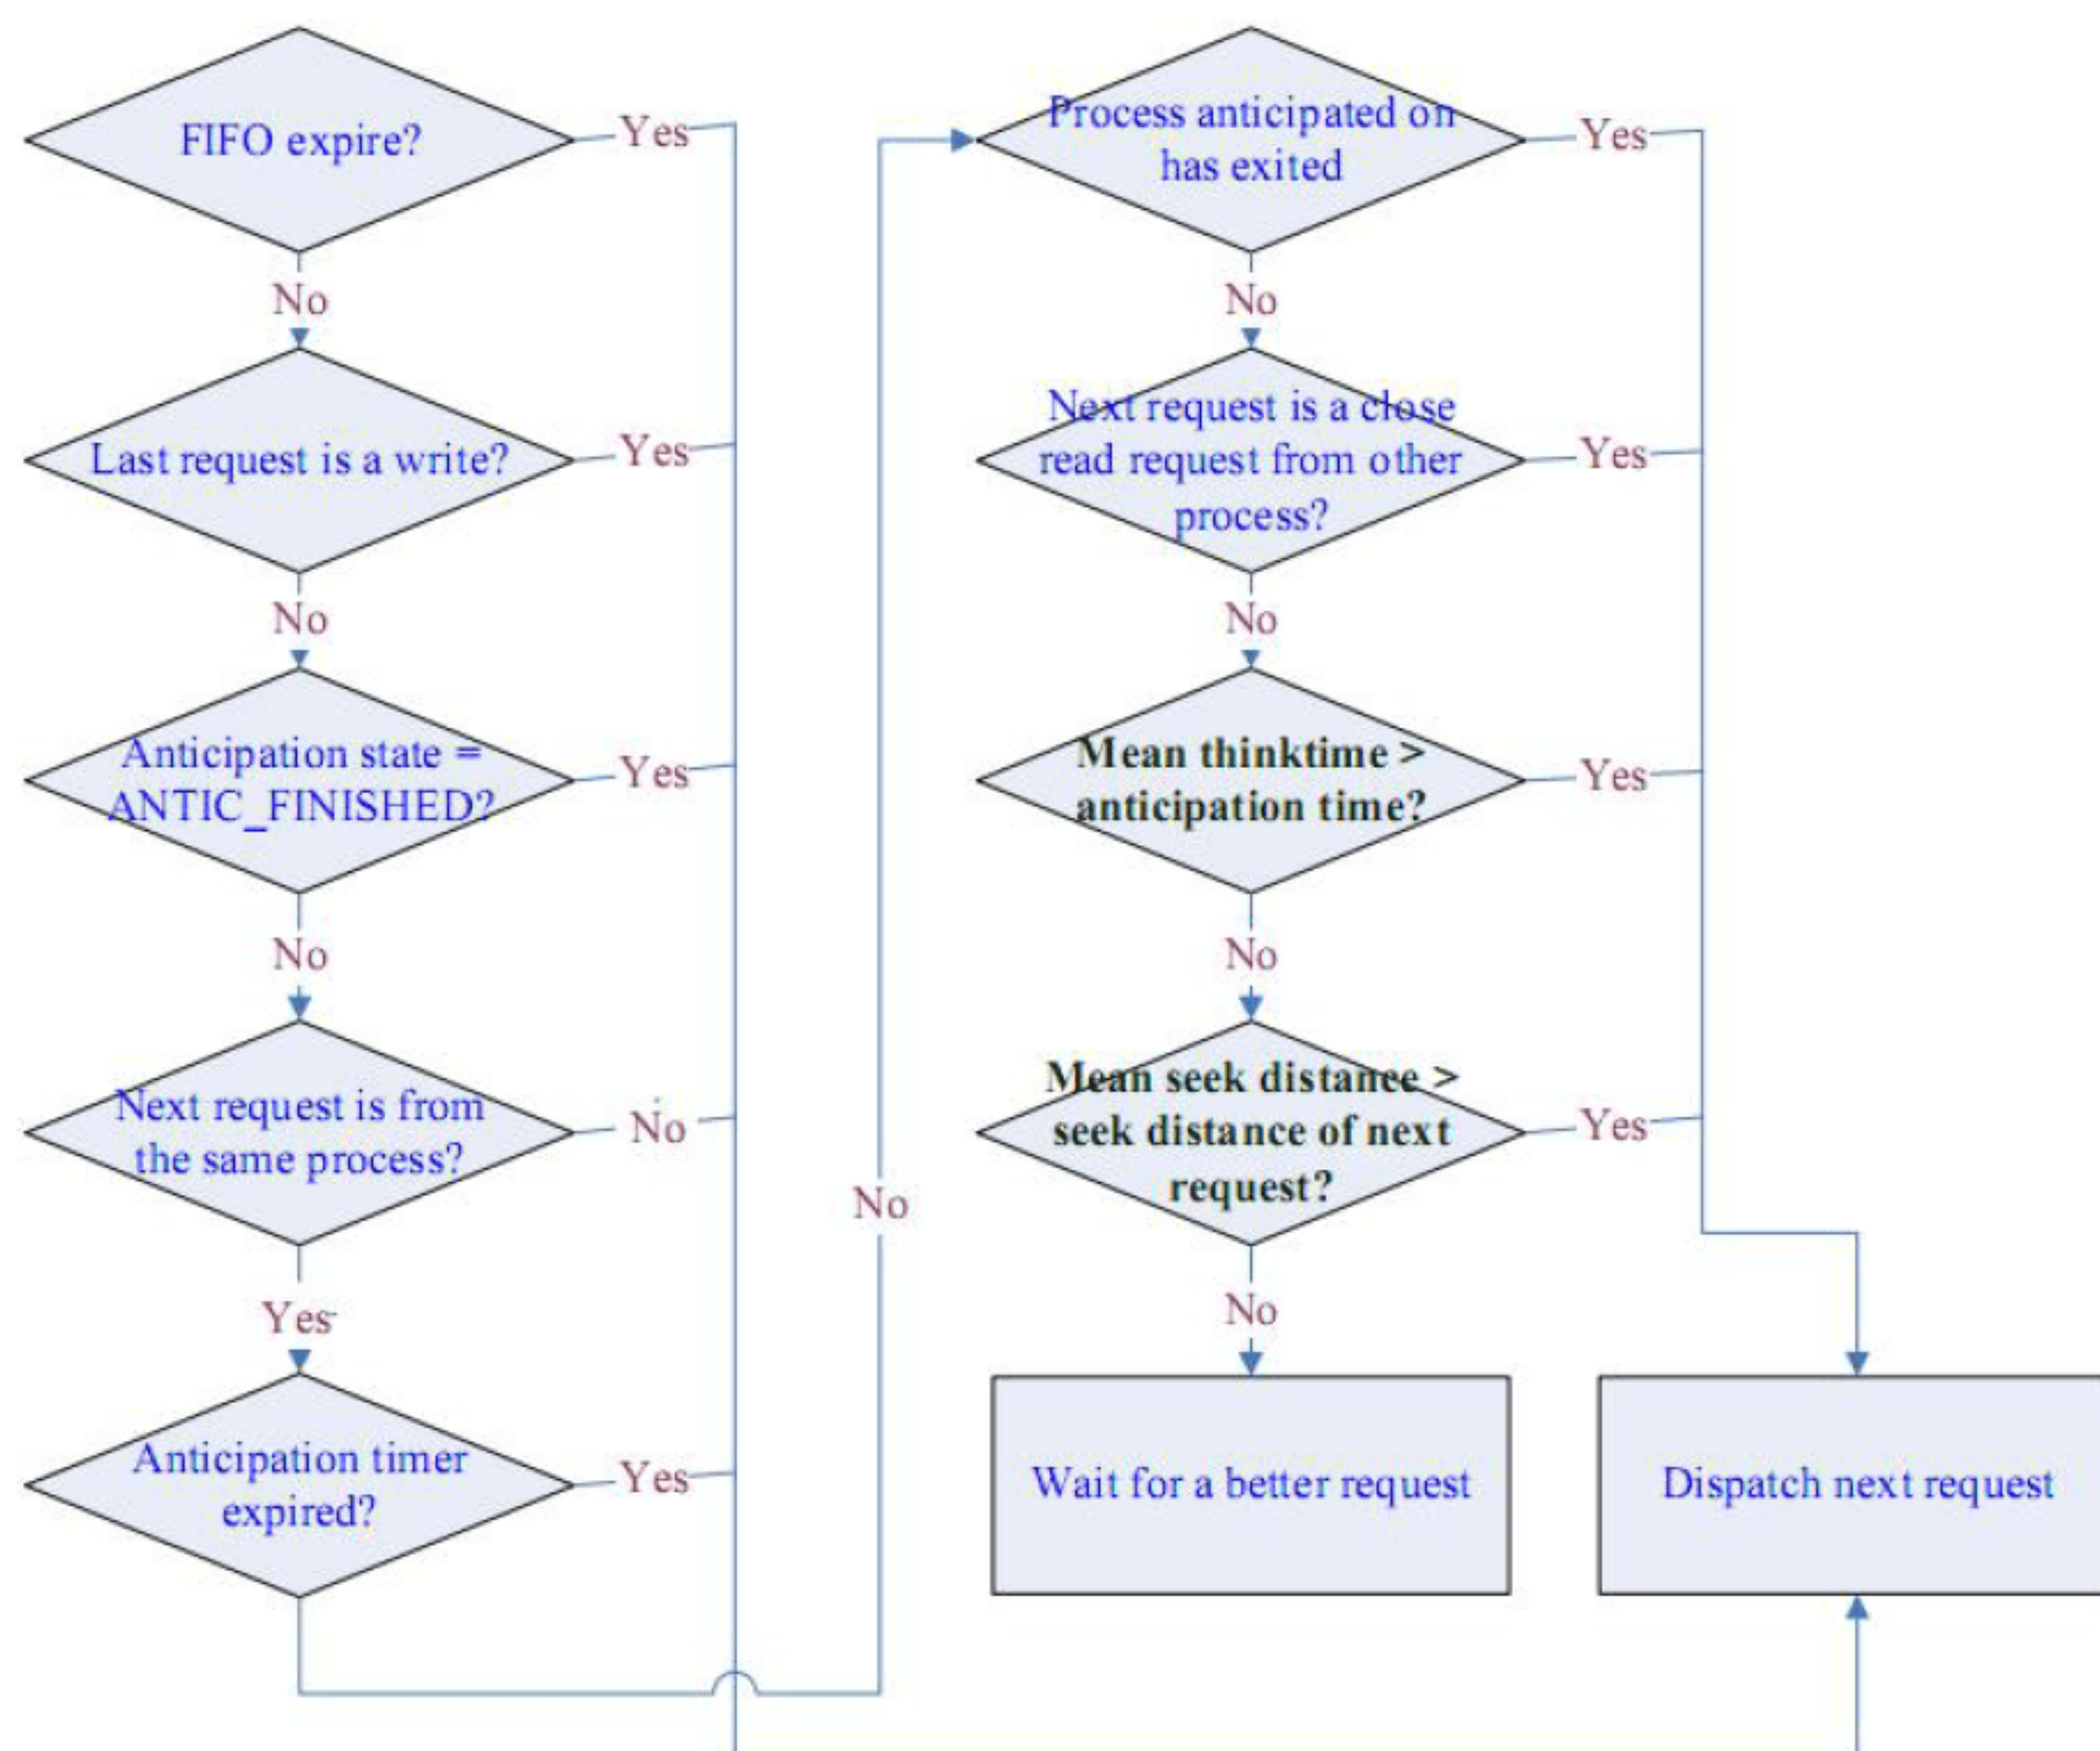 FIFO expire?
Yes
No
Last request is a write?
Yes
No
Anticipation state =
ANTIC_FINISHED?
Yes
No
Next request is from
the same process?
No
Yes
Anticipation timer
expired?
Yes
No
Process anticipated on
has exited
Yes
No
Next request is a close
read request from other
process?
Yes
No
Mean thinktime >
anticipation time?
Yes
No
Mean seek distance >
seek distance of next
request?
Yes
No
Wait for a better request
Dispatch next request